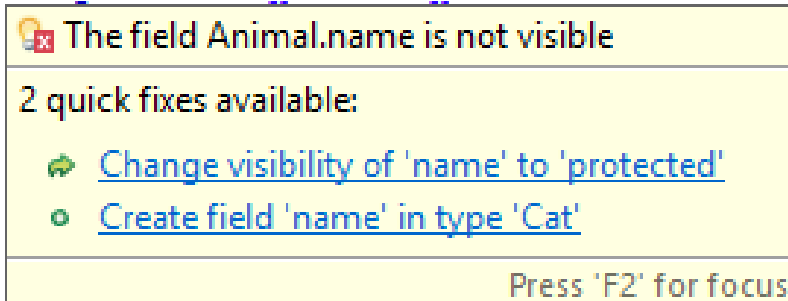 The field Animal.name is not visible
2 quick fixes available:
Change visibility of 'name' to 'protected'
Create field 'name' in type 'Cat'
Press 'F2' for focus